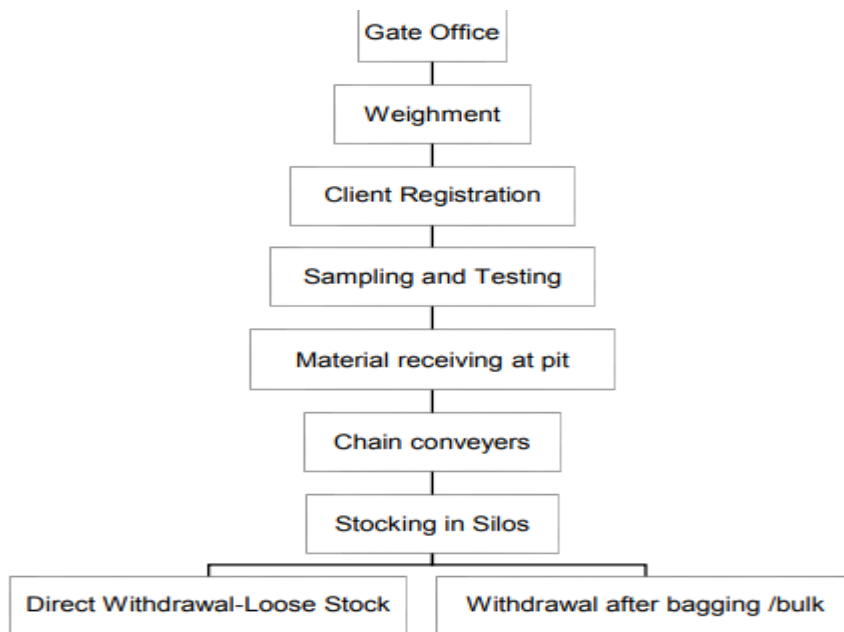 Gate Office
Weighment
Client Registration
Sampling and Testing
Material receiving at pit
Chain conveyers
Stocking in Silos
Direct Withdrawal-Loose Stock
Withdrawal after bagging /bulk